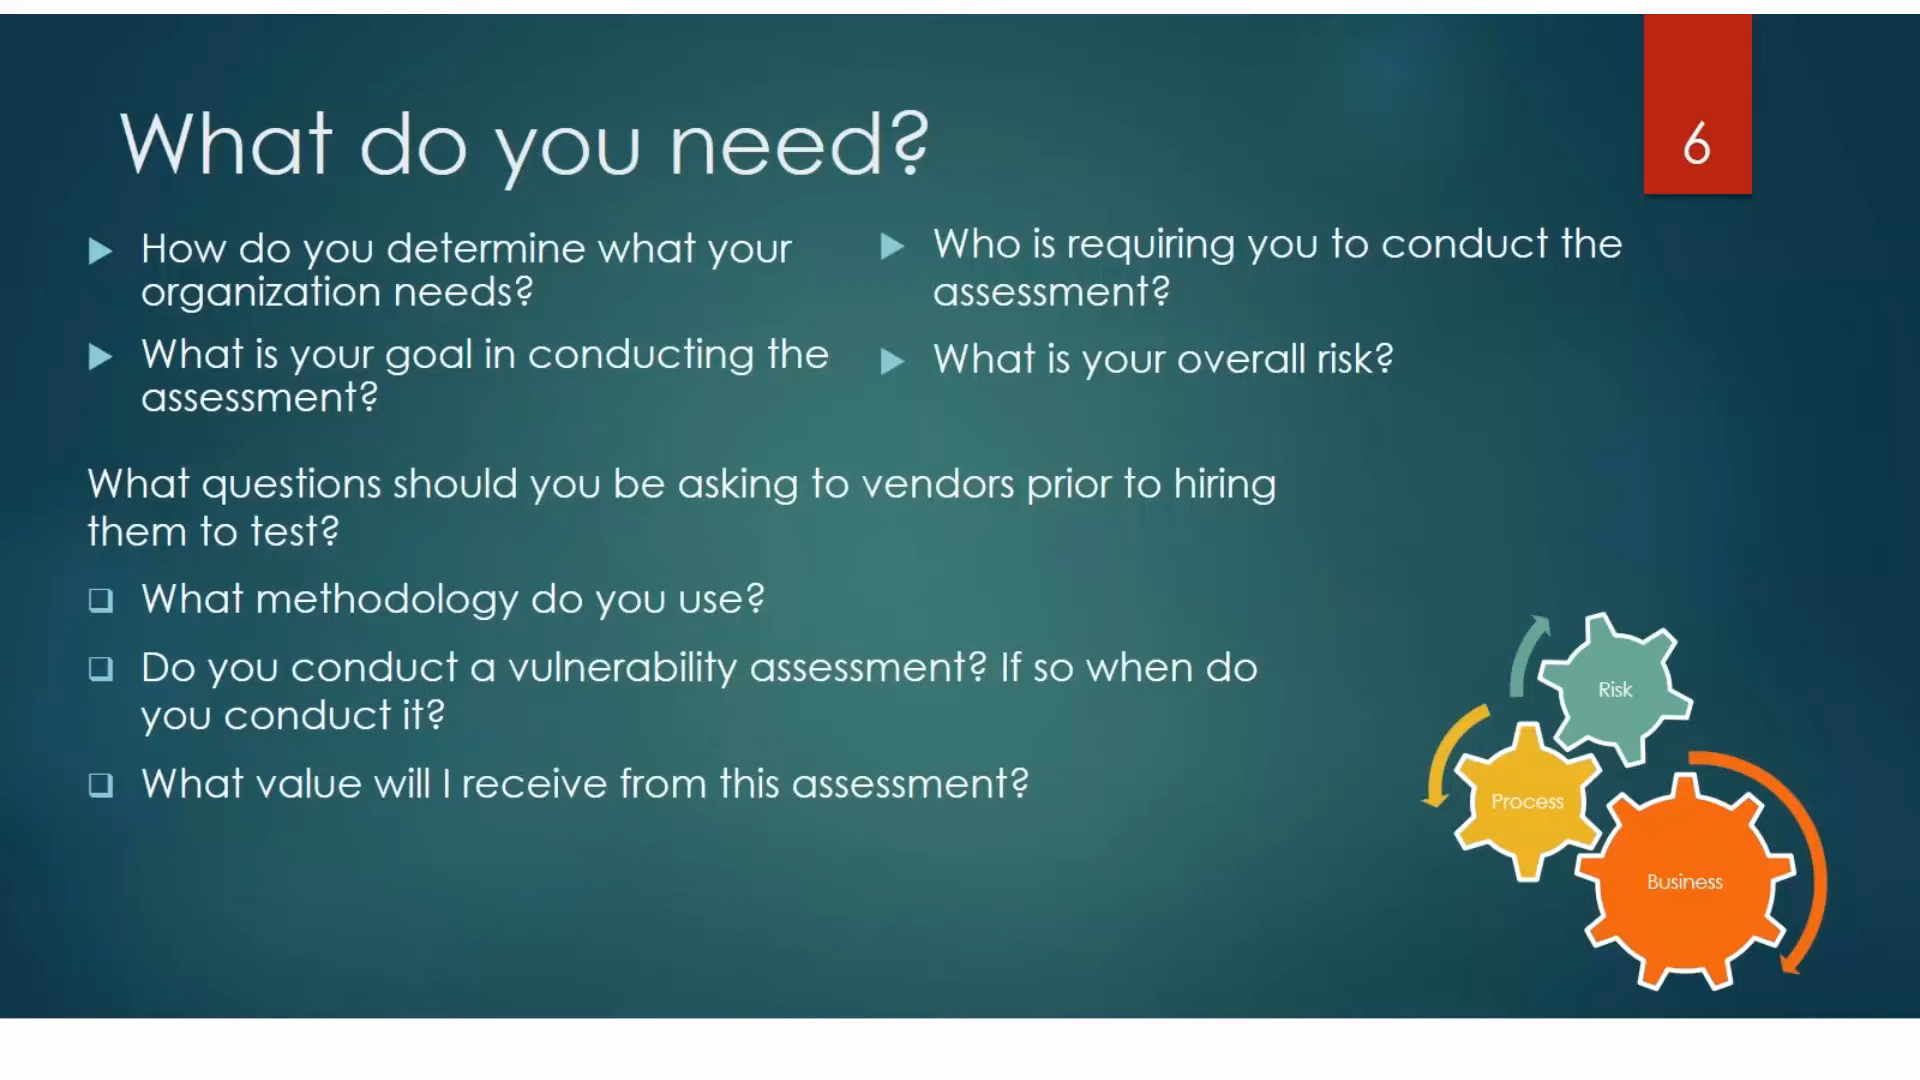 What do you need?
6
How do you determine what your
organization needs?
What is your goal in conducting the
assessment?
Who is requiring you to conduct the
assessment?
What is your overall risk?
What questions should you be asking to vendors prior to hiring
them to test?
What methodology do you use?
Do you conduct a vulnerability assessment? If so when do
you conduct it?
What value will I receive from this assessment?
Risk
Process
Business